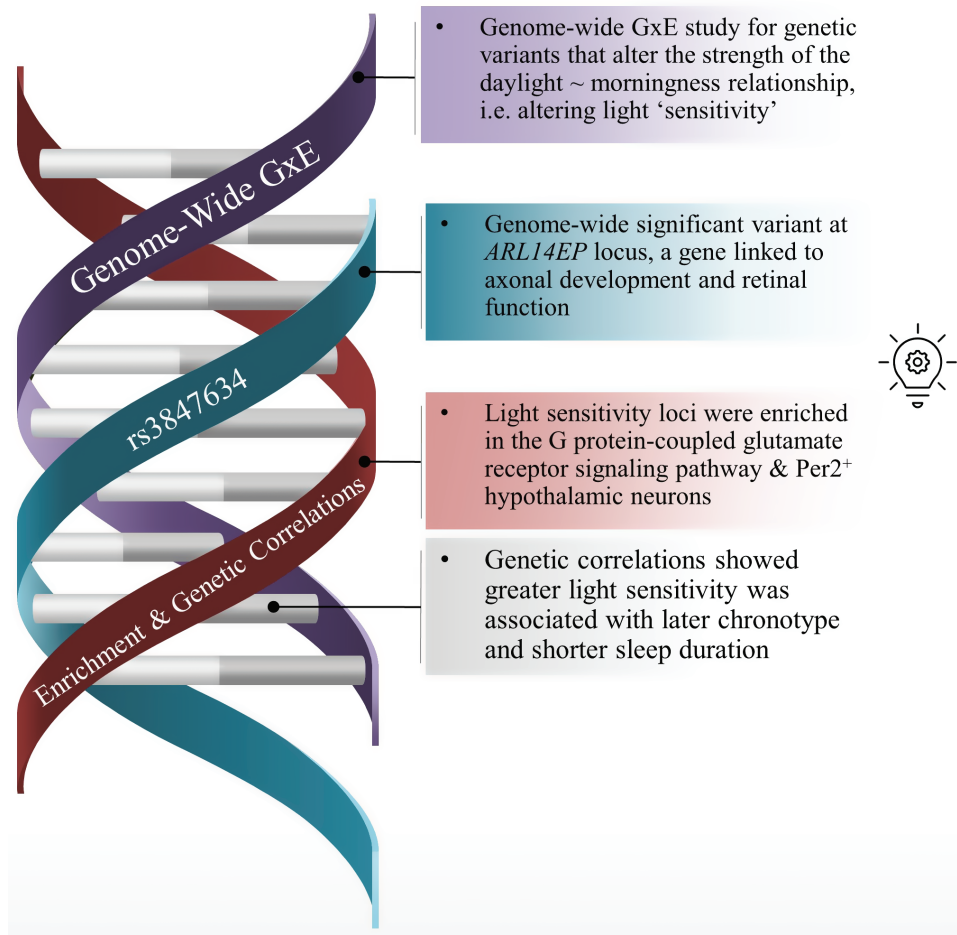 Genome-Wide GxE
• Genome-wide GxE study for genetic
variants that alter the strength of the
daylight ~ morningness relationship,
i.e. altering light ‘sensitivity’
rs3847634
• Genome-wide significant variant at
ARL14EP locus, a gene linked to
axonal development and retinal
function
Enrichment & Genetic Correlations
• Light sensitivity loci were enriched
in the G protein-coupled glutamate
receptor signaling pathway & Per2⁺
hypothalamic neurons
• Genetic correlations showed
greater light sensitivity was
associated with later chronotype
and shorter sleep duration